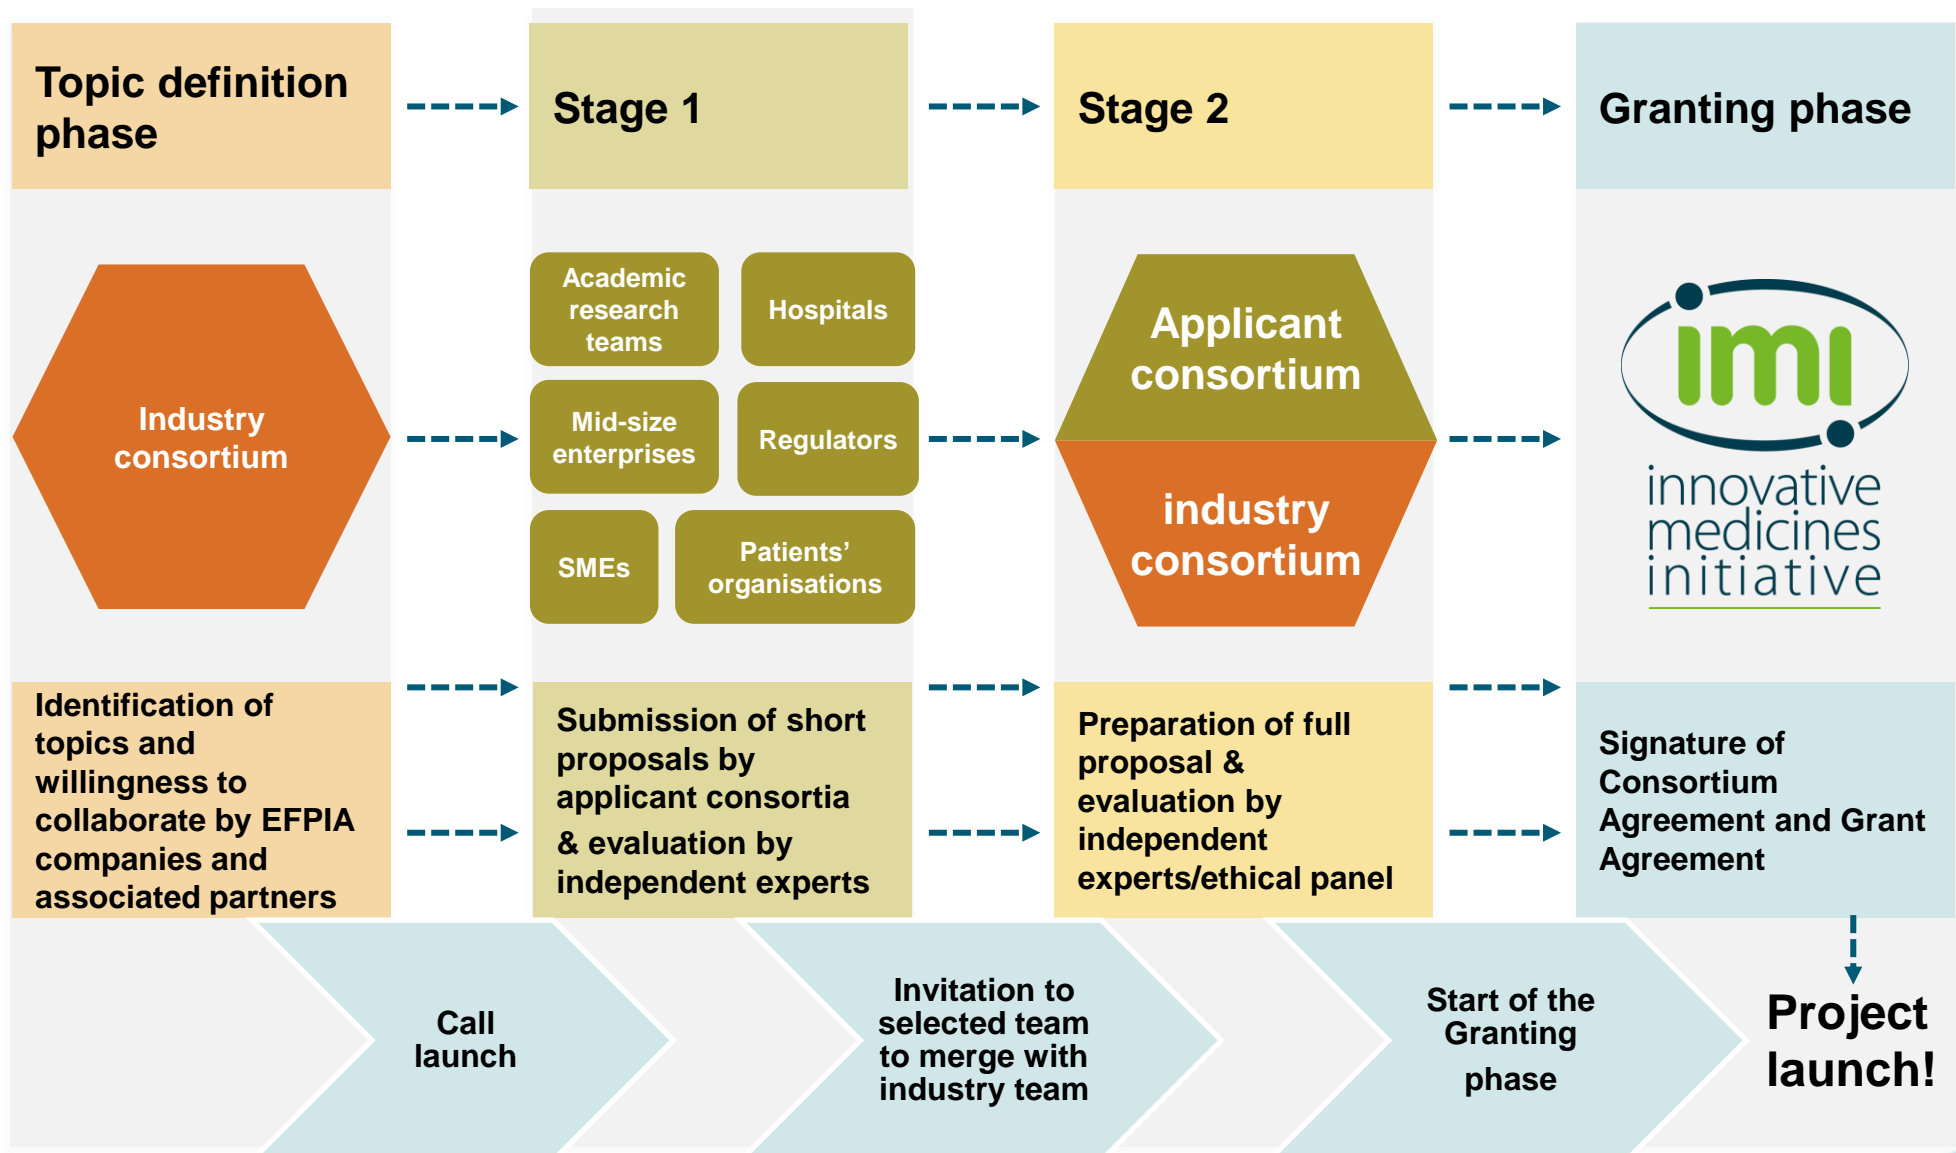 Topic definition
phase
Stage 1
Stage 2
Granting phase
Industry
consortium
Academic
research
teams
Hospitals
Mid-size
enterprises
Regulators
SMEs
Patients’
organisations
Applicant
consortium
industry
consortium
imi
innovative
medicines
initiative
Identification of
topics and
willingness to
collaborate by EFPIA
companies and
associated partners
Submission of short
proposals by
applicant consortia
& evaluation by
independent experts
Preparation of full
proposal &
evaluation by
independent
experts/ethical panel
Signature of
Consortium
Agreement and Grant
Agreement
Call
launch
Invitation to
selected team
to merge with
industry team
Start of the
Granting
phase
Project
launch!